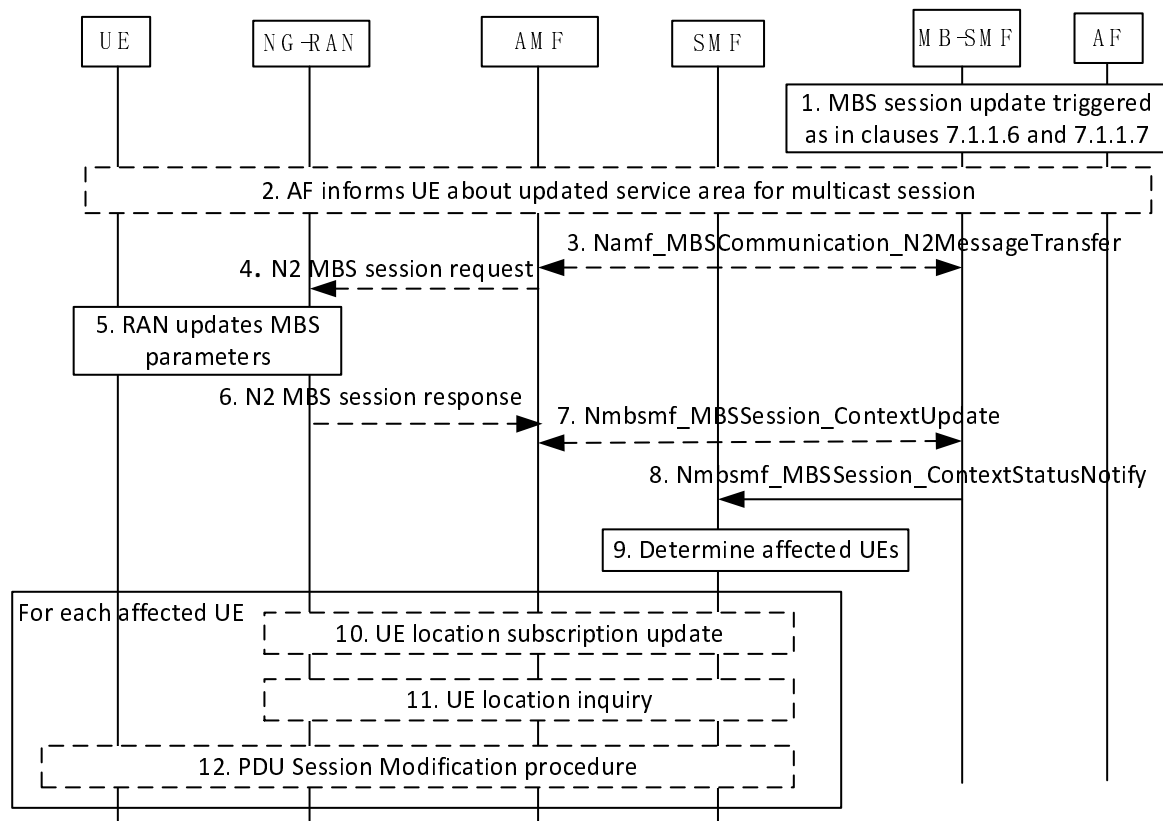 UE
NG-RAN
AMF
SMF
MB-SMF
AF
1. MBS session update triggered
as in clauses 7.1.1.6 and 7.1.1.7
2. AF informs UE about updated service area for multicast session
3. Namf_MBSCommunication_N2MessageTransfer
4. N2 MBS session request
5. RAN updates MBS
parameters
6. N2 MBS session response
7. Nmbsmf_MBSSession_ContextUpdate
8. Nmbsmf_MBSSession_ContextStatusNotify
9. Determine affected UEs
For each affected UE
10. UE location subscription update
11. UE location inquiry
12. PDU Session Modification procedure